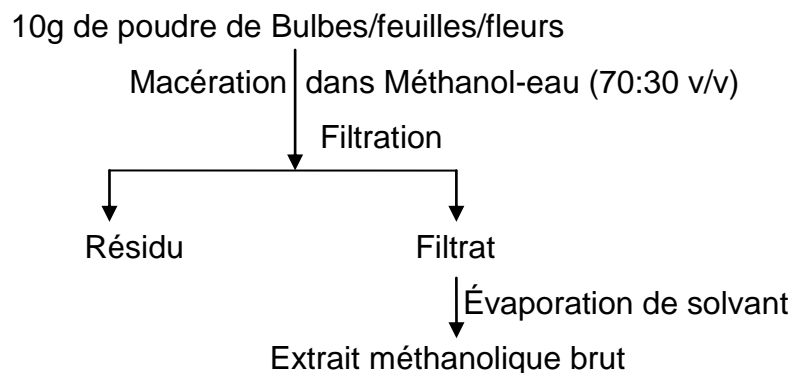 10g de poudre de Bulbes/feuilles/fleurs
Macération dans Méthanol-eau (70:30 v/v)
Filtration
Résidu Filtrat
Évaporation de solvant
Extrait méthanolique brut